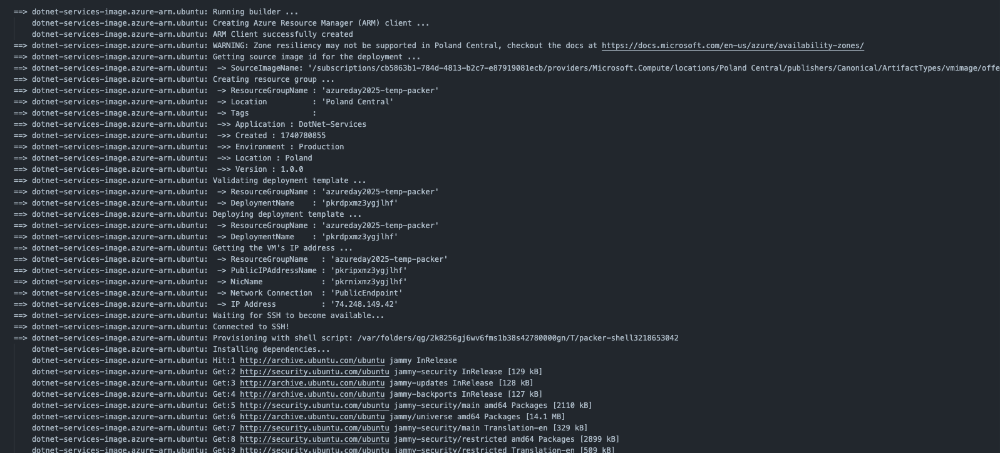 ==> dotnet-services-image.azure-arm.ubuntu: Running builder ...
    dotnet-services-image.azure-arm.ubuntu: Creating Azure Resource Manager (ARM) client ...
    dotnet-services-image.azure-arm.ubuntu: ARM Client successfully created
==> dotnet-services-image.azure-arm.ubuntu: WARNING: Zone resiliency may not be supported in Poland Central, checkout the docs at https://docs.microsoft.com/en-us/azure/availability-zones/
==> dotnet-services-image.azure-arm.ubuntu: Getting source image id for the deployment ...
==> dotnet-services-image.azure-arm.ubuntu:  -> SourceImageName: '/subscriptions/cb5863b1-784d-4813-b2c7-e87919081ecb/providers/Microsoft.Compute/locations/Poland Central/publishers/Canonical/ArtifactTypes/vmimage/offe
==> dotnet-services-image.azure-arm.ubuntu: Creating resource group ...
==> dotnet-services-image.azure-arm.ubuntu:  -> ResourceGroupName : 'azureday2025-temp-packer'
==> dotnet-services-image.azure-arm.ubuntu:  -> Location          : 'Poland Central'
==> dotnet-services-image.azure-arm.ubuntu:  -> Tags              :
==> dotnet-services-image.azure-arm.ubuntu:  ->> Application : DotNet-Services
==> dotnet-services-image.azure-arm.ubuntu:  ->> Created : 1740780855
==> dotnet-services-image.azure-arm.ubuntu:  ->> Environment : Production
==> dotnet-services-image.azure-arm.ubuntu:  ->> Location : Poland
==> dotnet-services-image.azure-arm.ubuntu:  ->> Version : 1.0.0
==> dotnet-services-image.azure-arm.ubuntu: Validating deployment template ...
==> dotnet-services-image.azure-arm.ubuntu:  -> ResourceGroupName : 'azureday2025-temp-packer'
==> dotnet-services-image.azure-arm.ubuntu:  -> DeploymentName    : 'pkrdpxmz3ygjlhf'
==> dotnet-services-image.azure-arm.ubuntu: Deploying deployment template ...
==> dotnet-services-image.azure-arm.ubuntu:  -> ResourceGroupName : 'azureday2025-temp-packer'
==> dotnet-services-image.azure-arm.ubuntu:  -> DeploymentName    : 'pkrdpxmz3ygjlhf'
==> dotnet-services-image.azure-arm.ubuntu: Getting the VM's IP address ...
==> dotnet-services-image.azure-arm.ubuntu:  -> ResourceGroupName   : 'azureday2025-temp-packer'
==> dotnet-services-image.azure-arm.ubuntu:  -> PublicIPAddressName : 'pkripxmz3ygjlhf'
==> dotnet-services-image.azure-arm.ubuntu:  -> NicName             : 'pkrnixmz3ygjlhf'
==> dotnet-services-image.azure-arm.ubuntu:  -> Network Connection  : 'PublicEndpoint'
==> dotnet-services-image.azure-arm.ubuntu:  -> IP Address          : '74.248.149.42'
==> dotnet-services-image.azure-arm.ubuntu: Waiting for SSH to become available...
==> dotnet-services-image.azure-arm.ubuntu: Connected to SSH!
==> dotnet-services-image.azure-arm.ubuntu: Provisioning with shell script: /var/folders/qg/2k8256gj6wv6fms1b38s42780000gn/T/packer-shell3218653042
    dotnet-services-image.azure-arm.ubuntu: Installing dependencies...
    dotnet-services-image.azure-arm.ubuntu: Hit:1 http://archive.ubuntu.com/ubuntu jammy InRelease
    dotnet-services-image.azure-arm.ubuntu: Get:2 http://security.ubuntu.com/ubuntu jammy-security InRelease [129 kB]
    dotnet-services-image.azure-arm.ubuntu: Get:3 http://archive.ubuntu.com/ubuntu jammy-updates InRelease [128 kB]
    dotnet-services-image.azure-arm.ubuntu: Get:4 http://archive.ubuntu.com/ubuntu jammy-backports InRelease [127 kB]
    dotnet-services-image.azure-arm.ubuntu: Get:5 http://security.ubuntu.com/ubuntu jammy-security/main amd64 Packages [2110 kB]
    dotnet-services-image.azure-arm.ubuntu: Get:6 http://archive.ubuntu.com/ubuntu jammy/universe amd64 Packages [14.1 MB]
    dotnet-services-image.azure-arm.ubuntu: Get:7 http://security.ubuntu.com/ubuntu jammy-security/main Translation-en [329 kB]
    dotnet-services-image.azure-arm.ubuntu: Get:8 http://security.ubuntu.com/ubuntu jammy-security/restricted amd64 Packages [2899 kB]
    dotnet-services-image.azure-arm.ubuntu: Get:9 http://security.ubuntu.com/ubuntu jammy-security/restricted Translation-en [509 kB]